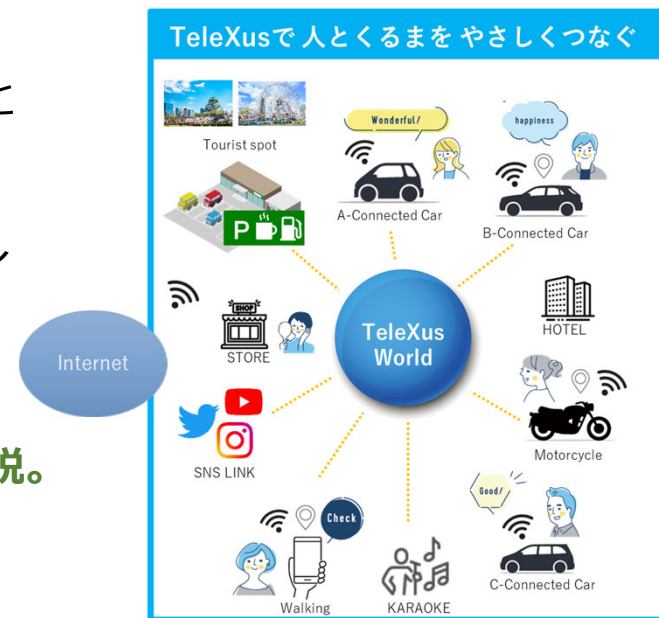 TeleXusで 人とくるまを やさしくつなぐ
に
Tourist spot
Wonderful!
happiness
P
A-Connected Car
B-Connected Car
Internet
SHOP
STORE
TeleXus
World
HOTEL
SNS LINK
Motorcycle
説。
Check
Good!
Walking
KARAOKE
C-Connected Car